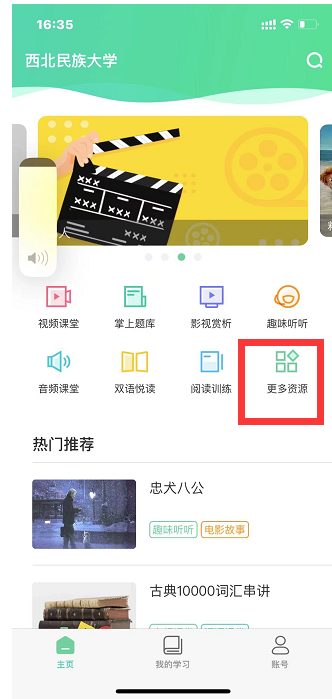 16:35
西北民族大学
人
视频课堂
掌上题库
影视赏析
趣味听听
音频课堂
双语悦读
阅读训练
更多资源
热门推荐
忠犬八公
趣味听听
电影故事
古典10000词汇串讲
主页
我的学习
账号